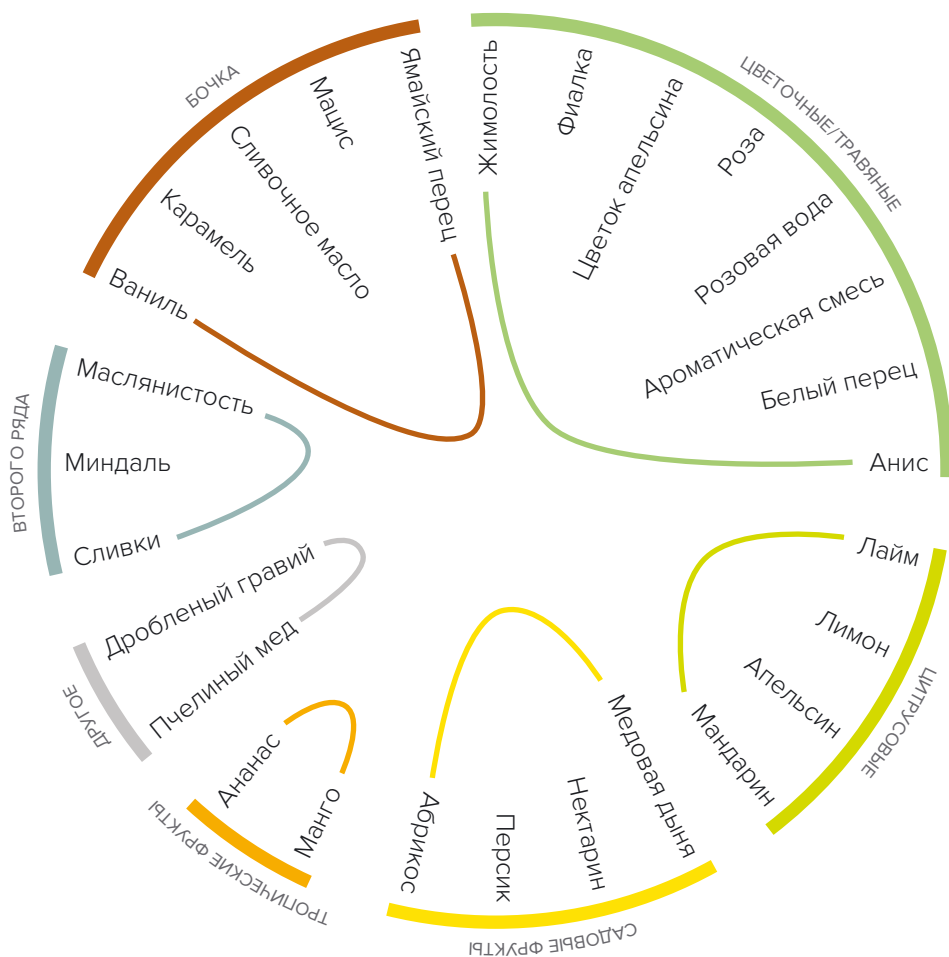 БОЧКА
Ваниль
Карамель
Сливочное масло
Мацис
Ямайский перец
ЦВЕТОЧНЫЕ/ТРАВЯНЫЕ
Жимолость
Фиалка
Цветок апельсина
Роза
Розовая вода
Ароматическая смесь
Белый перец
Анис
ЦИТРУСОВЫЕ
Лайм
Лимон
Апельсин
Мандарин
САДОВЫЕ ФРУКТЫ
Медовая дыня
Нектарин
Персик
Абрикос
ТРОПИЧЕСКИЕ ФРУКТЫ
Манго
Ананас
ДРУГОЕ
Пчелиный мед
Дробленый гравий
ВТОРОГО РЯДА
Сливки
Миндаль
Маслянистость